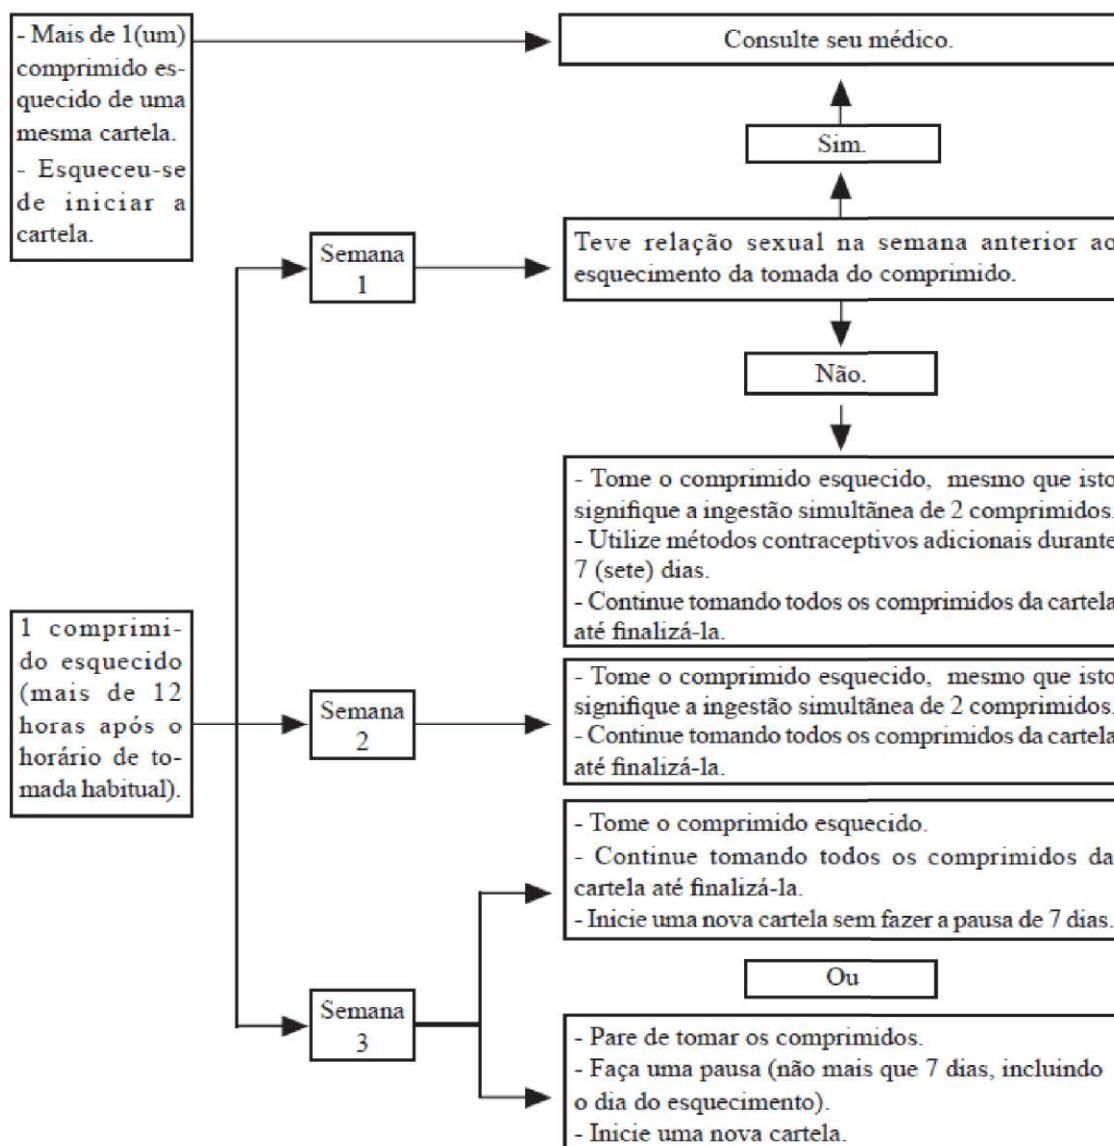 - Mais de 1(um)
comprimido es-
quecido de uma
mesma cartela.
- Esqueceu-se
de iniciar a
cartela.
Consulte seu médico.
Sim.
Semana
1
Teve relação sexual na semana anterior ao
esquecimento da tomada do comprimido.
Não.
- Tome o comprimido esquecido, mesmo que isto
signifique a ingestão simultãnea de 2 comprimidos.
- Utilize métodos contraceptivos adicionais durante
7 (sete) dias.
- Continue tomando todos os comprimidos da cartela
até finalizá-la.
1 comprimi-
do esquecido
(mais de 12
horas após o
horário de to-
mada habitual).
Semana
2
- Tome o comprimido esquecido, mesmo que isto
signifique a ingestão simultãnea de 2 comprimidos.
- Continue tomando todos os comprimidos da cartela
até finalizá-la.
- Tome o comprimido esquecido.
- Continue tomando todos os comprimidos da
cartela até finalizá-la.
- Inicie uma nova cartela sem fazer a pausa de 7 dias.
Ou
Semana
3
- Pare de tomar os comprimidos.
- Faça uma pausa (não mais que 7 dias, incluindo
o dia do esquecimento).
- Inicie uma nova cartela.